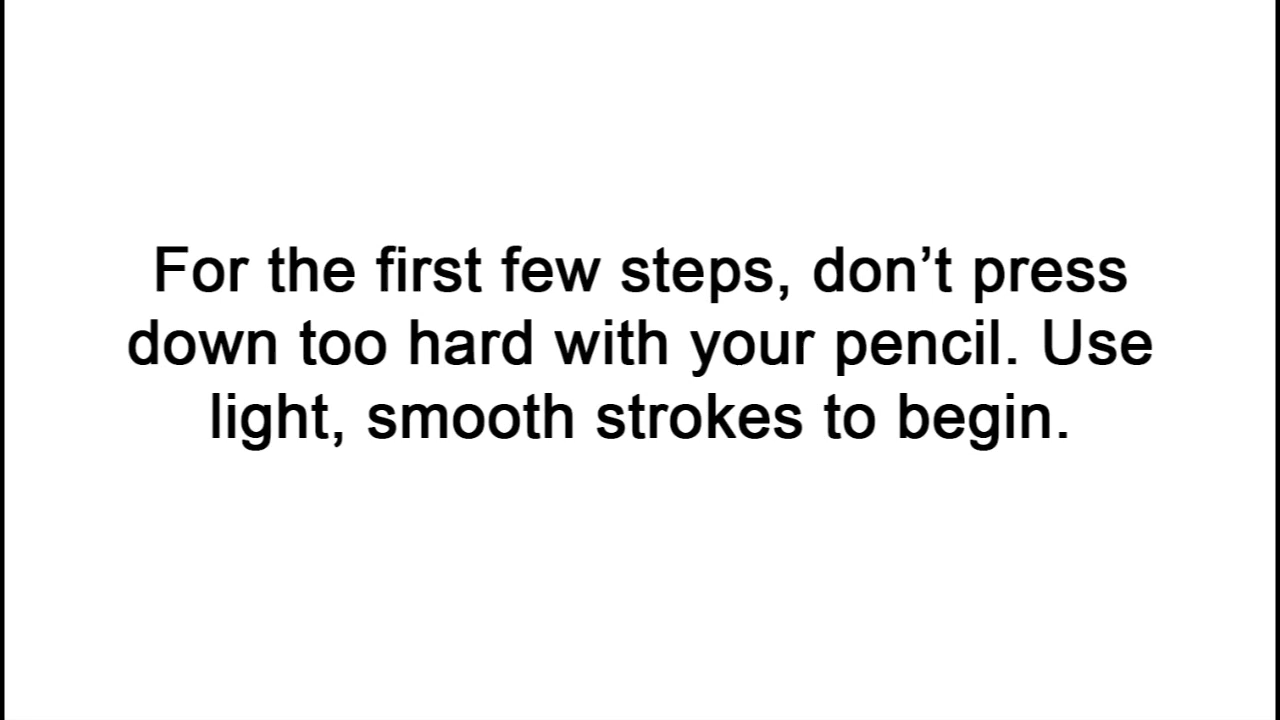 For the first few steps, don’t press
down too hard with your pencil. Use
light, smooth strokes to begin.